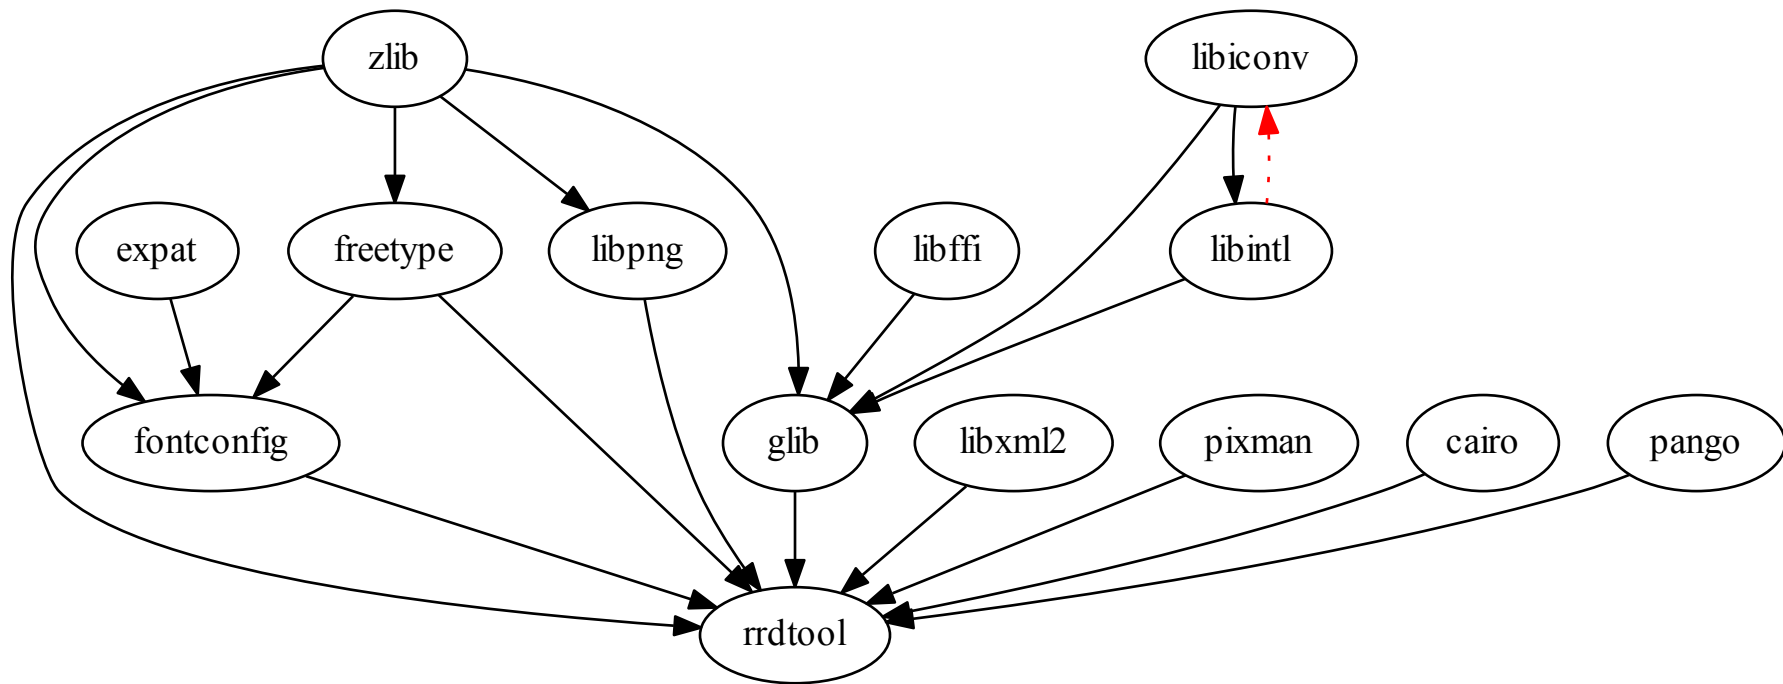 zlib
libiconv
expat
freetype
libpng
libffi
libintl
fontconfig
glib
libxml2
pixman
cairo
pango
rrdtool